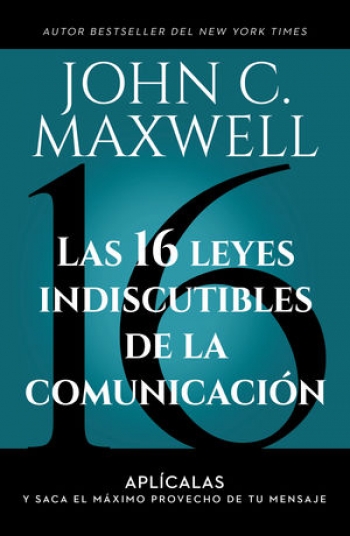 AUTOR BESTSELLER DEL NEW YORK TIMES
JOHN C.
MAXWELL
16
LAS 16 LEYES
INDISCUTIBLES
DE LA
COMUNICACIÓN
APLÍCALAS
Y SACA EL MÁXIMO PROVECHO DE TU MENSAJE